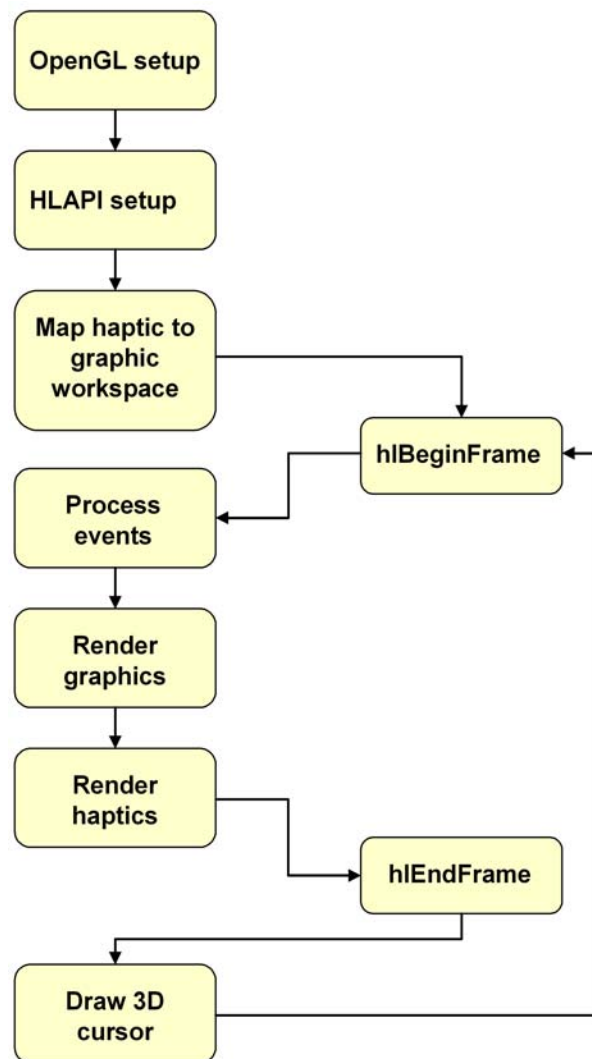 OpenGL setup
HLAPI setup
Map haptic to
graphic
workspace
hlBeginFrame
Process
events
Render
graphics
Render
haptics
hlEndFrame
Draw 3D
cursor